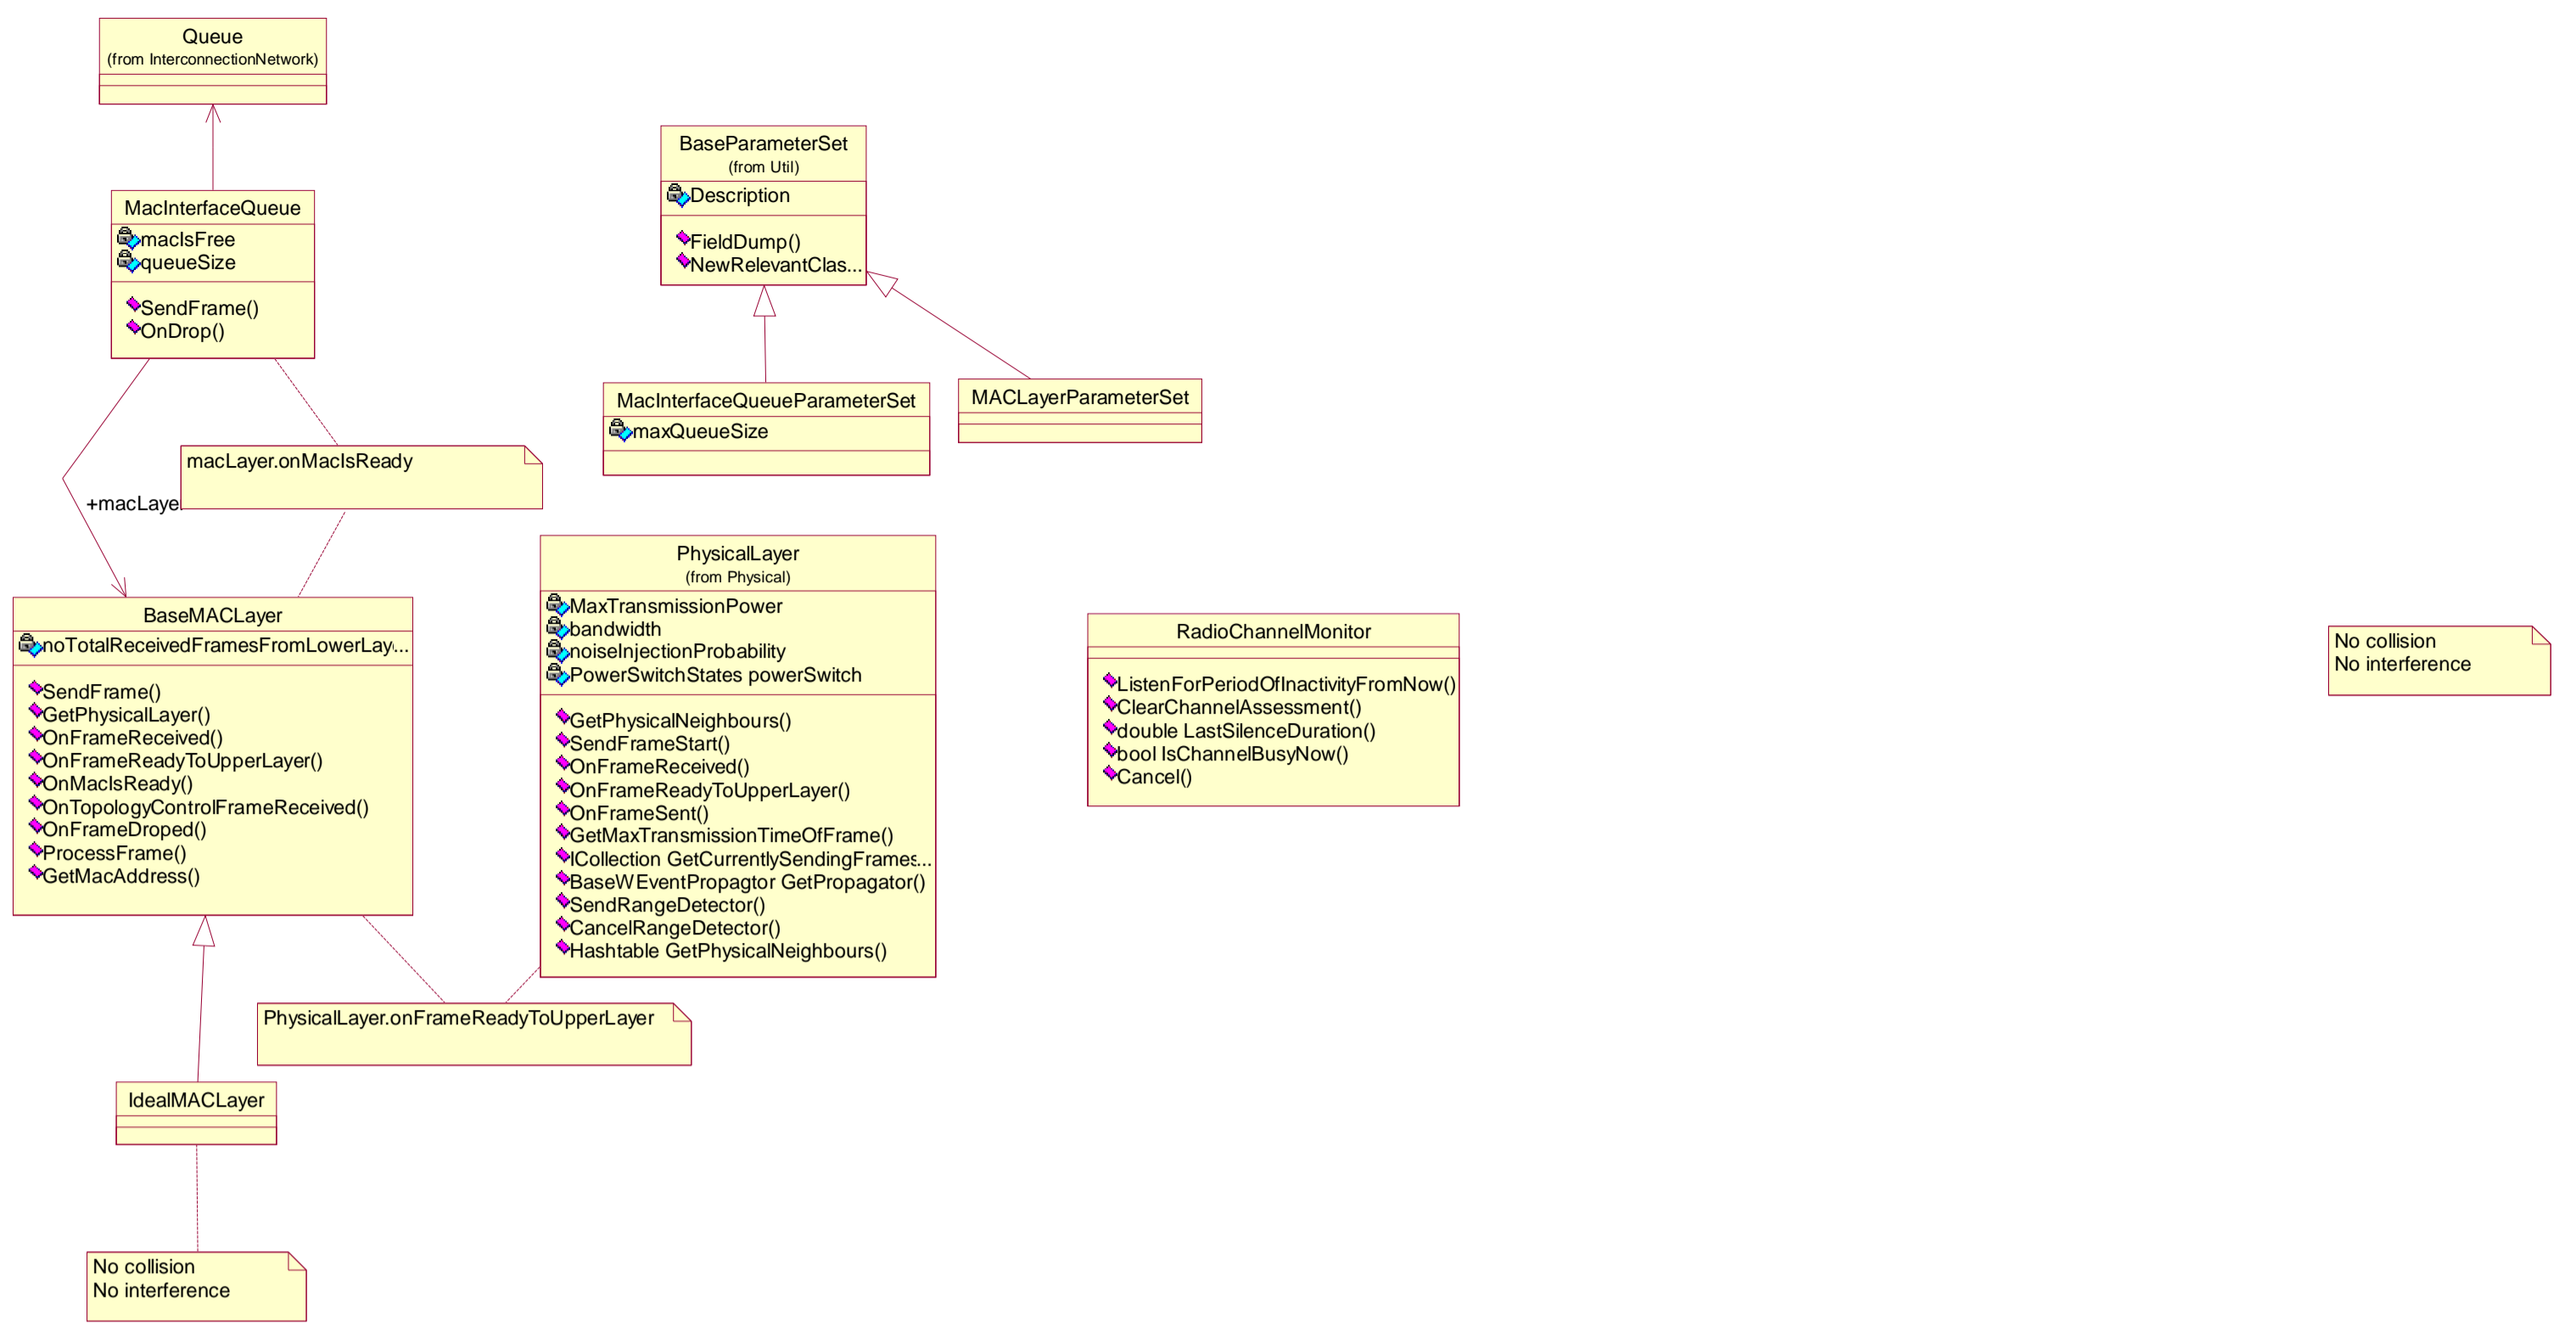 Queue
(from InterconnectionNetwork)
MacInterfaceQueue
macIsFree
queueSize
SendFrame()
OnDrop()
BaseParameterSet
(from Util)
Description
FieldDump()
NewRelevantClas...
MacInterfaceQueueParameterSet
maxQueueSize
MACLayerParameterSet
macLayer.onMacIsReady
+macLaye
BaseMACLayer
noTotalReceivedFramesFromLowerLay...
SendFrame()
GetPhysicalLayer()
OnFrameReceived()
OnFrameReadyToUpperLayer()
OnMacIsReady()
OnTopologyControlFrameReceived()
OnFrameDroped()
ProcessFrame()
GetMacAddress()
PhysicalLayer
(from Physical)
MaxTransmissionPower
bandwidth
noiseInjectionProbability
PowerSwitchStates powerSwitch
GetPhysicalNeighbours()
SendFrameStart()
OnFrameReceived()
OnFrameReadyToUpperLayer()
OnFrameSent()
GetMaxTransmissionTimeOfFrame()
ICollection GetCurrentlySendingFrames...
BaseWEventPropagtor GetPropagator()
SendRangeDetector()
CancelRangeDetector()
Hashtable GetPhysicalNeighbours()
RadioChannelMonitor
ListenForPeriodOfInactivityFromNow()
ClearChannelAssessment()
double LastSilenceDuration()
bool IsChannelBusyNow()
Cancel()
No collision
No interference
PhysicalLayer.onFrameReadyToUpperLayer
IdealMACLayer
No collision
No interference